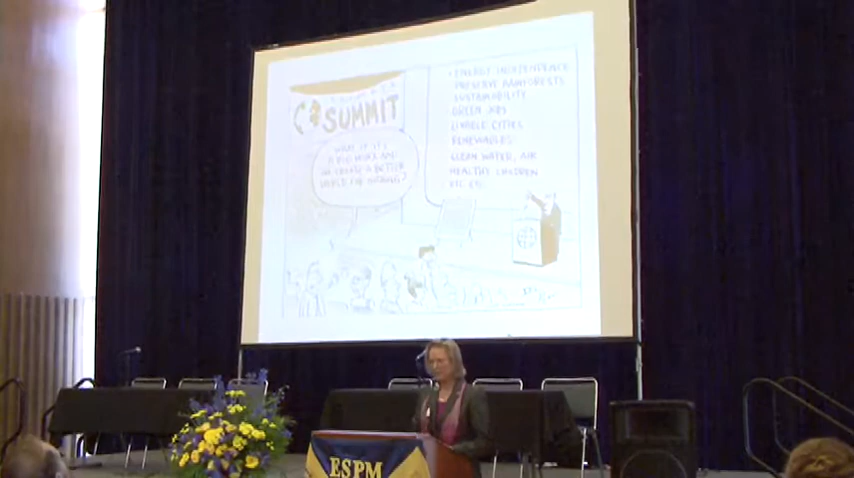 SUMMIT
WHAT IF IT'S
A BIG HOAX AND
WE CREATE A BETTER
WORLD FOR NOTHING?
• ENERGY INDEPENDENCE
PRESERVE RAINFORESTS
SUSTAINABILITY
GREEN JOBS
LIVABLE CITIES
RENEWABLES
CLEAN WATER, AIR
HEALTHY CHILDREN
ETC. ETC.
ESPM